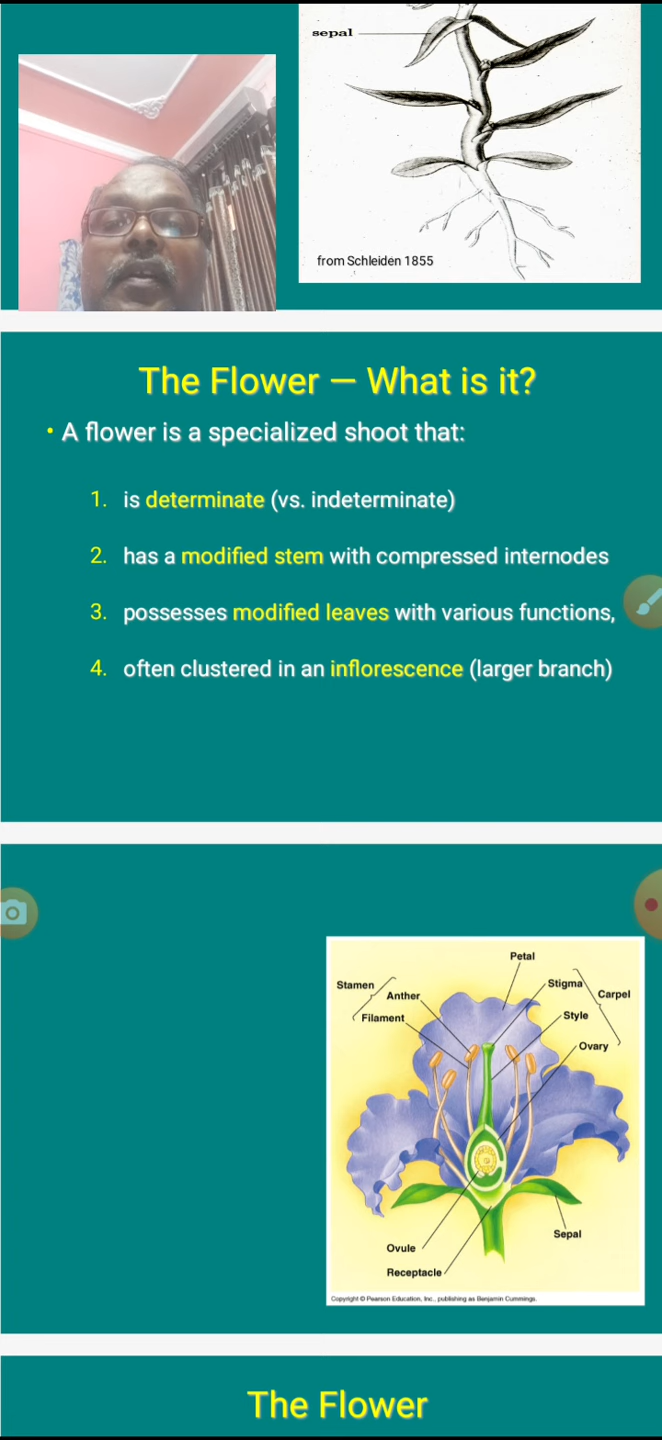 sepal
from Schleiden 1855
The Flower — What is it?
• A flower is a specialized shoot that:
1. is determinate (vs. indeterminate)
2. has a modified stem with compressed internodes
3. possesses modified leaves with various functions,
4. often clustered in an inflorescence (larger branch)
Petal
Stamen
Anther
Filament
Stigma
Carpel
Style
Ovary
Sepal
Ovule
Receptacle
Copyright © Pearson Education, Inc., publishing as Benjamin Cummings.
The Flower